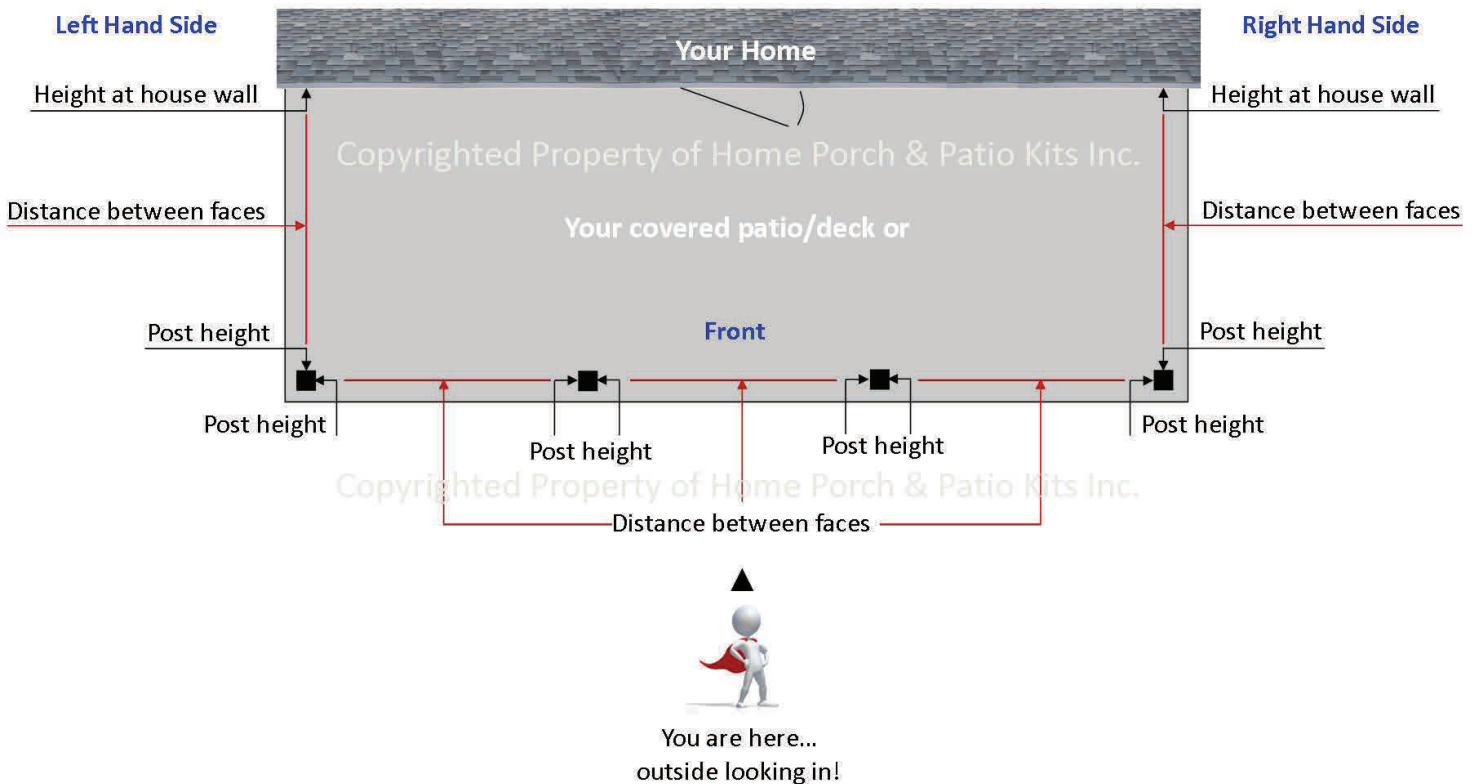 Left Hand Side
Your Home
Right Hand Side
Height at house wall
Height at house wall
Copyrighted Property of Home Porch & Patio Kits Inc.
Distance between faces
Your covered patio/deck or
Distance between faces
Post height
Front
Post height
Post height
Post height
Post height
Post height
Copyrighted Property of Home Porch & Patio Kits Inc.
Distance between faces
You are here...
outside looking in!